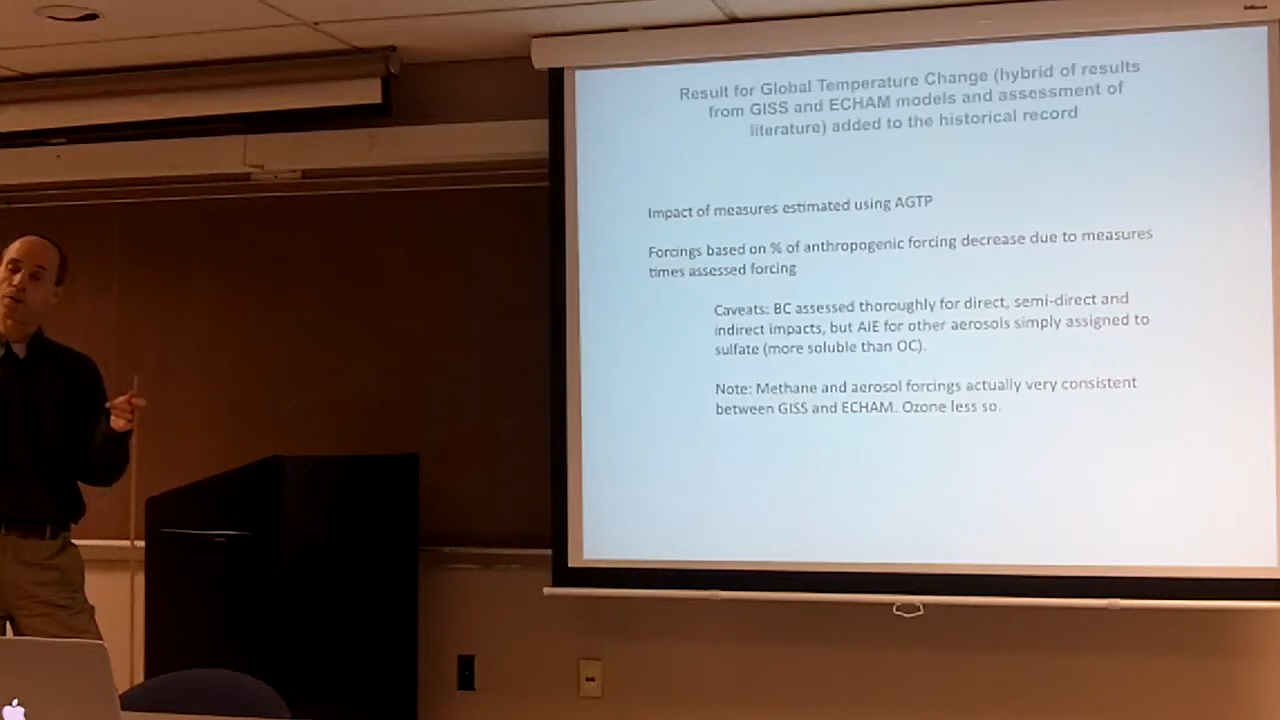 Result for Global Temperature Change (hybrid of results
from GISS and ECHAM models and assessment of
literature) added to the historical record
Impact of measures estimated using AGTP
Forcings based on % of anthropogenic forcing decrease due to measures
times assessed forcing
Caveats: BC assessed thoroughly for direct, semi-direct and
indirect impacts, but AIE for other aerosols simply assigned to
sulfate (more soluble than OC).
Note: Methane and aerosol forcings actually very consistent
between GISS and ECHAM. Ozone less so.